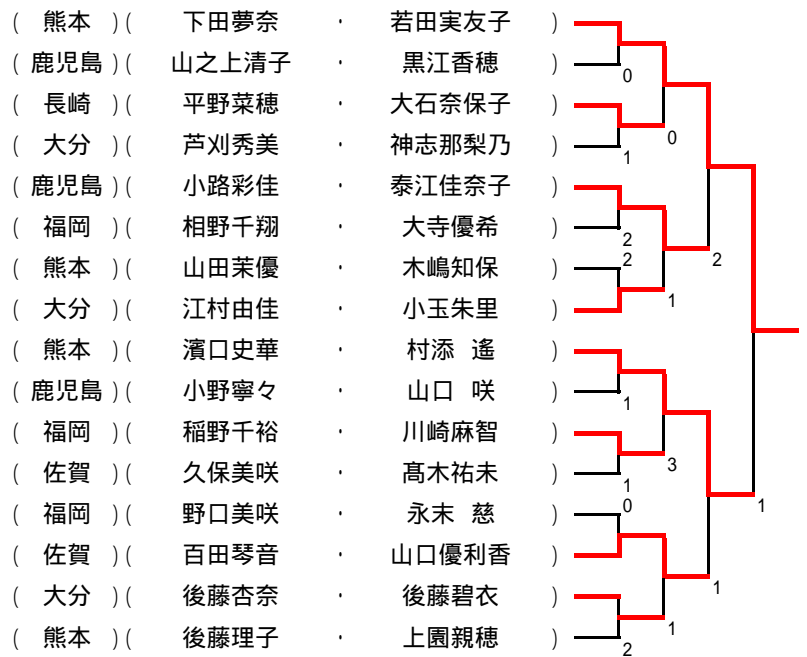 ( 熊本 ) ( 下田夢奈 ・ 若田実友子 )
( 鹿児島 ) ( 山之上清子 ・ 黒江香穂 )
0
( 長崎 ) ( 平野菜穂 ・ 大石奈保子 )
0
( 大分 ) ( 芦刈秀美 ・ 神志那梨乃 )
1
( 鹿児島 ) ( 小路彩佳 ・ 泰江佳奈子 )
( 福岡 ) ( 相野千翔 ・ 大寺優希 )
2
2
( 熊本 ) ( 山田茉優 ・ 木嶋知保 )
2
1
( 大分 ) ( 江村由佳 ・ 小玉朱里 )
( 熊本 ) ( 濱口史華 ・ 村添 遙 )
( 鹿児島 ) ( 小野寧々 ・ 山口 咲 )
1
( 福岡 ) ( 稲野千裕 ・ 川崎麻智 )
3
( 佐賀 ) ( 久保美咲 ・ 髙木祐未 )
1
1
( 福岡 ) ( 野口美咲 ・ 永末 慈 )
0
( 佐賀 ) ( 百田琴音 ・ 山口優利香 )
1
( 大分 ) ( 後藤杏奈 ・ 後藤碧衣 )
1
( 熊本 ) ( 後藤理子 ・ 上園親穂 )
2